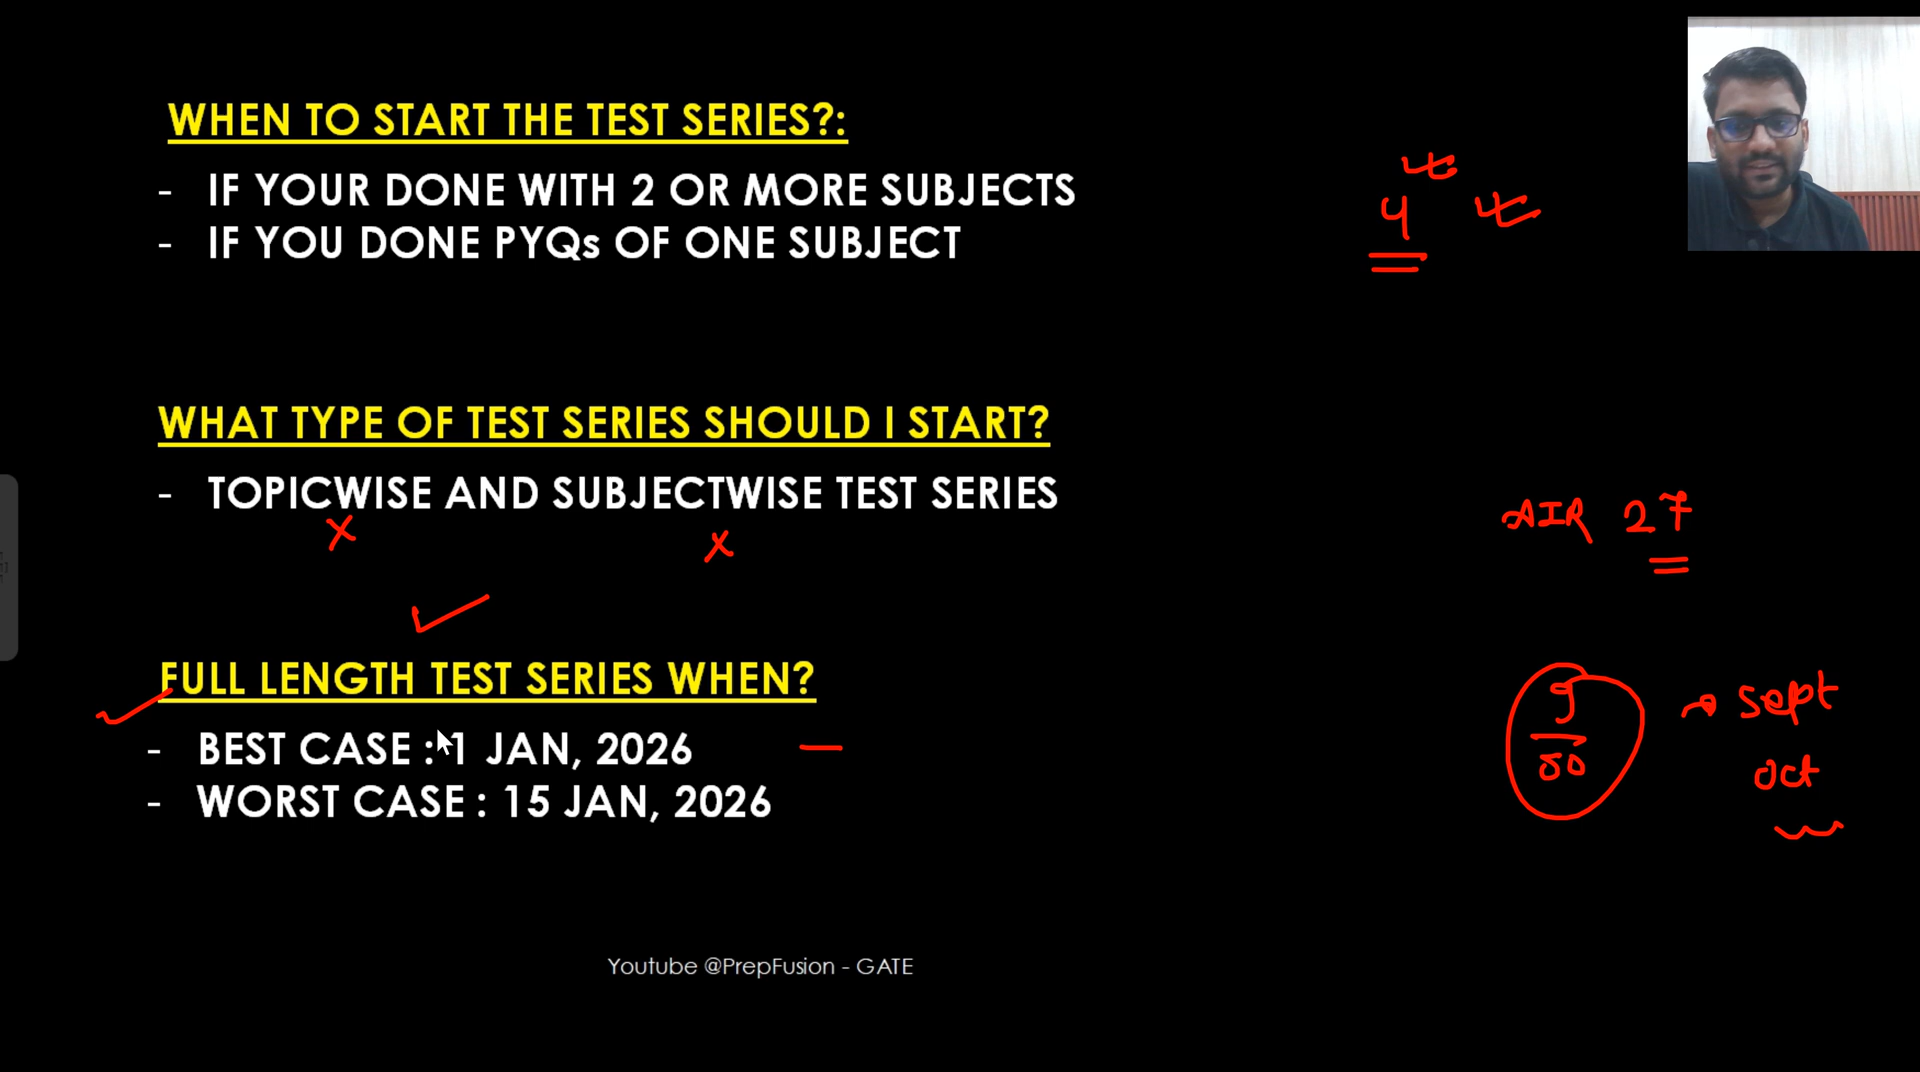 WHEN TO START THE TEST SERIES?:
- IF YOUR DONE WITH 2 OR MORE SUBJECTS
- IF YOU DONE PYQs OF ONE SUBJECT
4
WHAT TYPE OF TEST SERIES SHOULD I START?
- TOPICWISE AND SUBJECTWISE TEST SERIES
AIR 27
FULL LENGTH TEST SERIES WHEN?
- BEST CASE : 1 JAN, 2026
- WORST CASE : 15 JAN, 2026
9
50
→ Sept
Oct
Youtube @PrepFusion - GATE